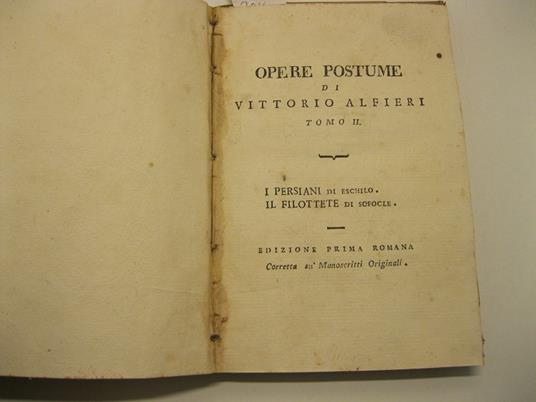 OPERE POSTUME
DI
VITTORIO ALFIERI
TOMO II.
I PERSIANI DI ESCHILO.
IL FILOTTETE DI SOFOCLE.
EDIZIONE PRIMA ROMANA
Corretta su' Manoscritti Originali.